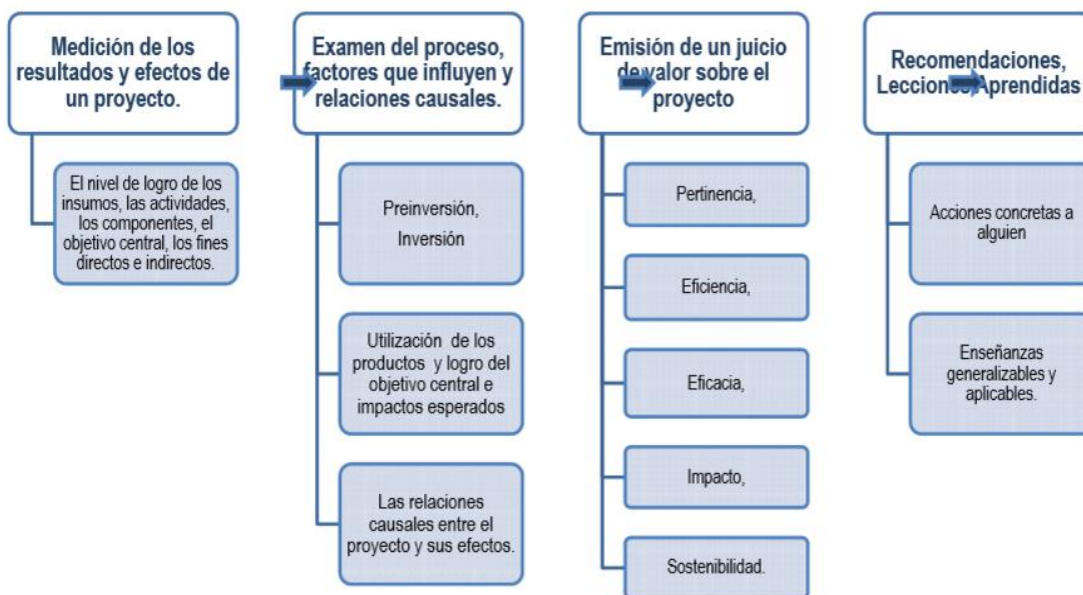 Medición de los
resultados y efectos de
un proyecto.
El nivel de logro de los
insumos, las actividades,
los componentes, el
objetivo central, los fines
directos e indirectos.
Examen del proceso,
factores que influyen y
relaciones causales.
Preinversión,
Inversión
Utilización de los
productos y logro del
objetivo central e
impactos esperados
Las relaciones
causales entre el
proyecto y sus efectos.
Emisión de un juicio
de valor sobre el
proyecto
Pertinencia,
Eficiencia,
Eficacia,
Impacto,
Sostenibilidad.
Recomendaciones,
Lecciones Aprendidas
Acciones concretas a
alguien
Enseñanzas
generalizables y
aplicables.